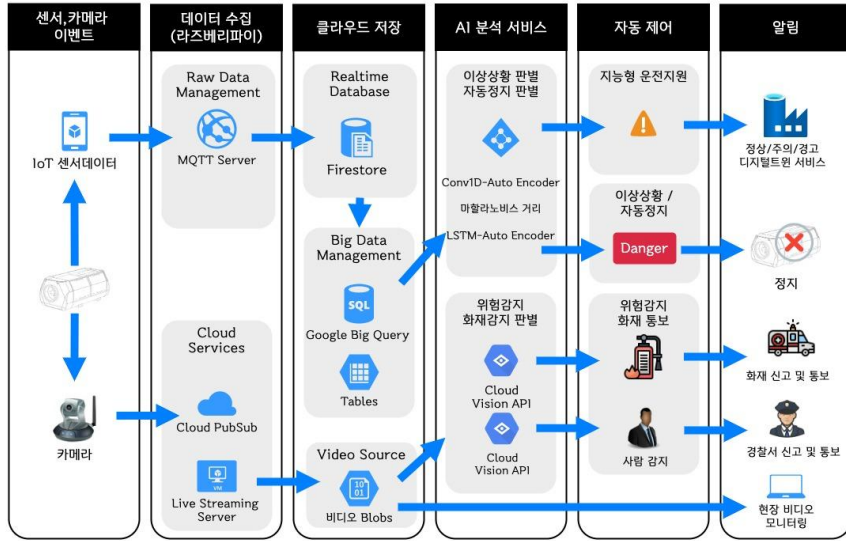 센서,카메라
이벤트
IoT 센서데이터
카메라
데이터 수집
(라즈베리파이)
Raw Data
Management
MQTT Server
Cloud
Services
Cloud PubSub
VM
Live Streaming
Server
클라우드 저장
Realtime
Database
Firestore
Big Data
Management
SQL
Google Big Query
Tables
Video Source
10
01
비디오 Blobs
AI 분석 서비스
이상상황 판별
자동정지 판별
Conv1D-Auto Encoder
마할라노비스 거리
LSTM-Auto Encoder
위험감지
화재감지 판별
Cloud
Vision API
Cloud
Vision API
자동 제어
지능형 운전지원
이상상황 /
자동정지
Danger
위험감지
화재 통보
사람 감지
알림
정상/주의/경고
디지털트윈 서비스
정지
화재 신고 및 통보
경찰서 신고 및 통보
현장 비디오
모니터링